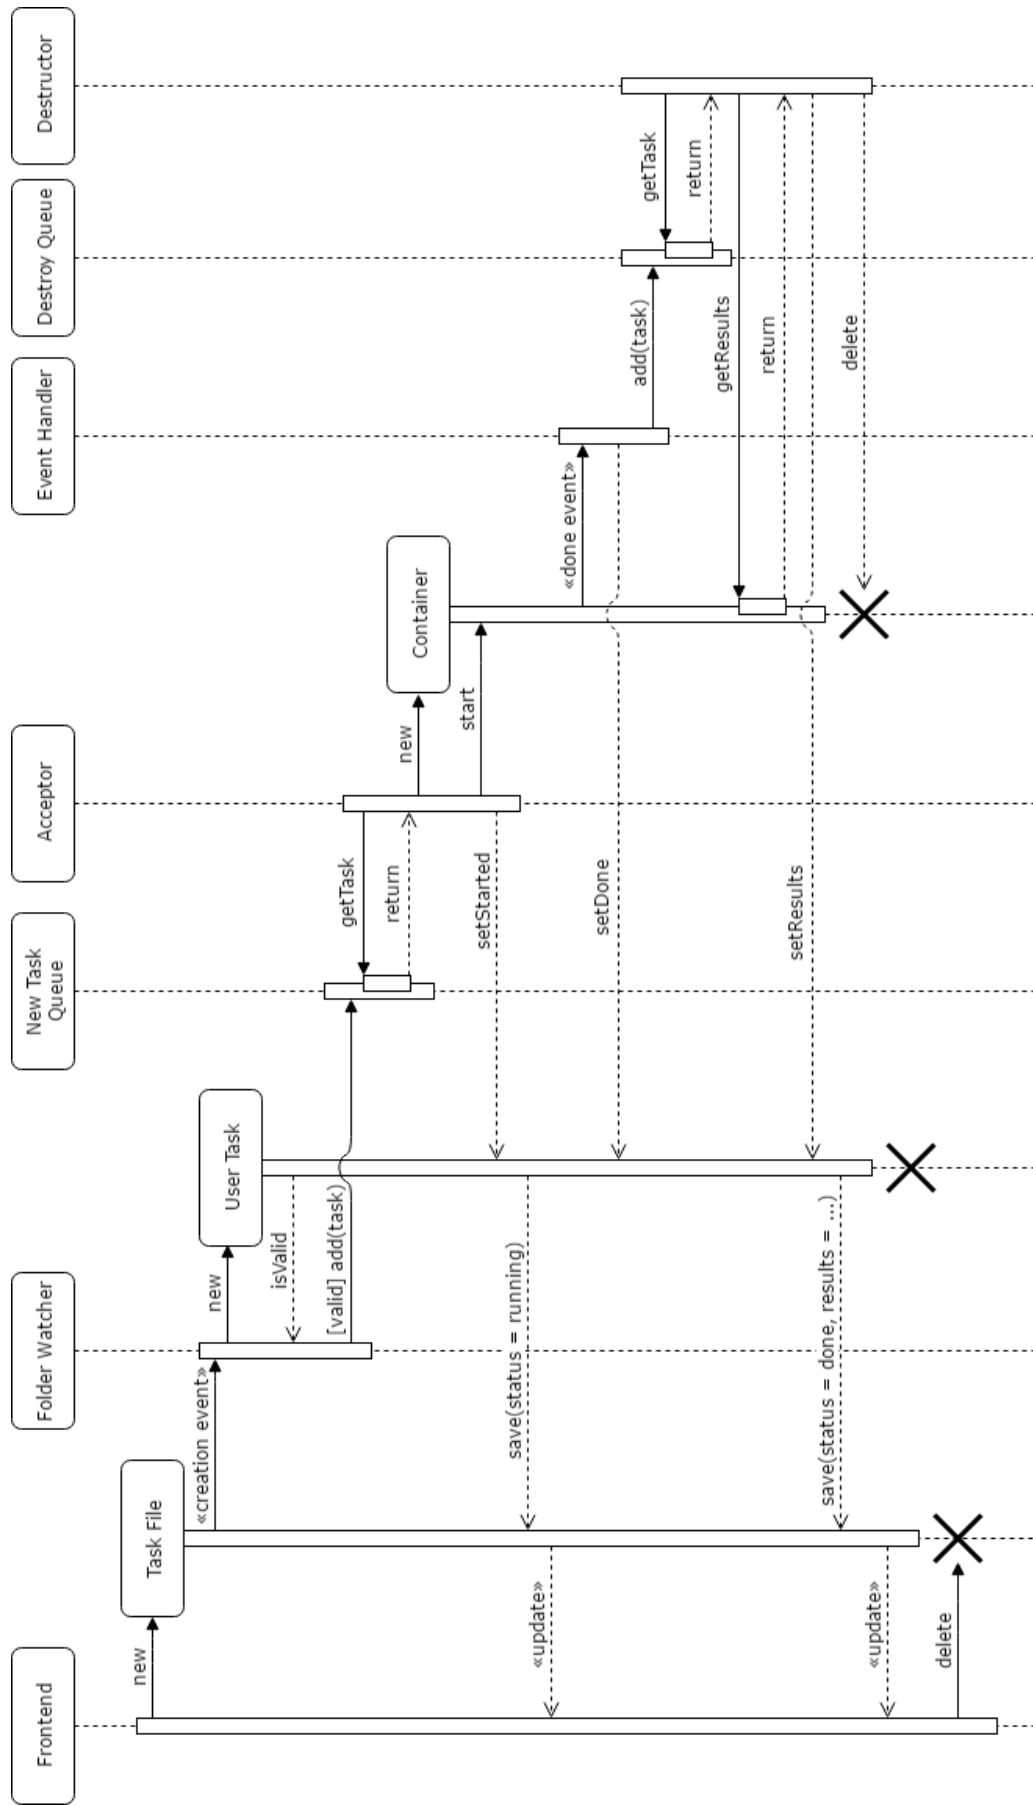 Frontend
Task File
Folder Watcher
User Task
New Task
Queue
Acceptor
Container
Event Handler
Destroy Queue
Destructor
new
«creation event»
new
isValid
[valid] add(task)
getTask
return
new
start
setStarted
save(status = running)
«update»
«done event»
setDone
add(task)
getTask
return
getResults
return
setResults
save(status = done, results = ...)
delete
«update»
delete